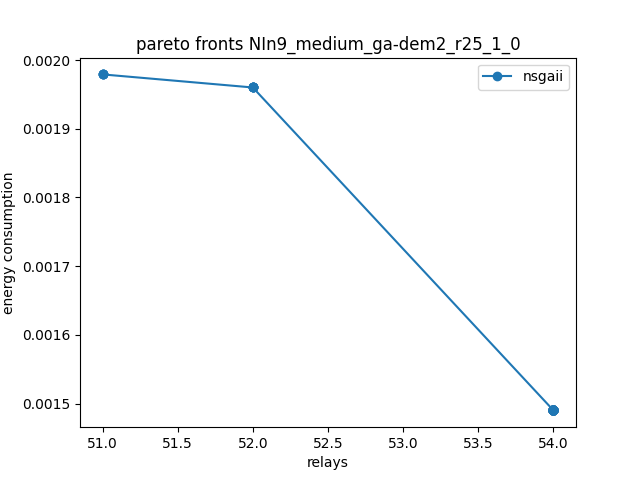 pareto fronts NIn9_medium_ga-dem2_r25_1_0
nsgaii
energy consumption
0.0020
0.0019
0.0018
0.0017
0.0016
0.0015
51.0 51.5 52.0 52.5 53.0 53.5 54.0
relays